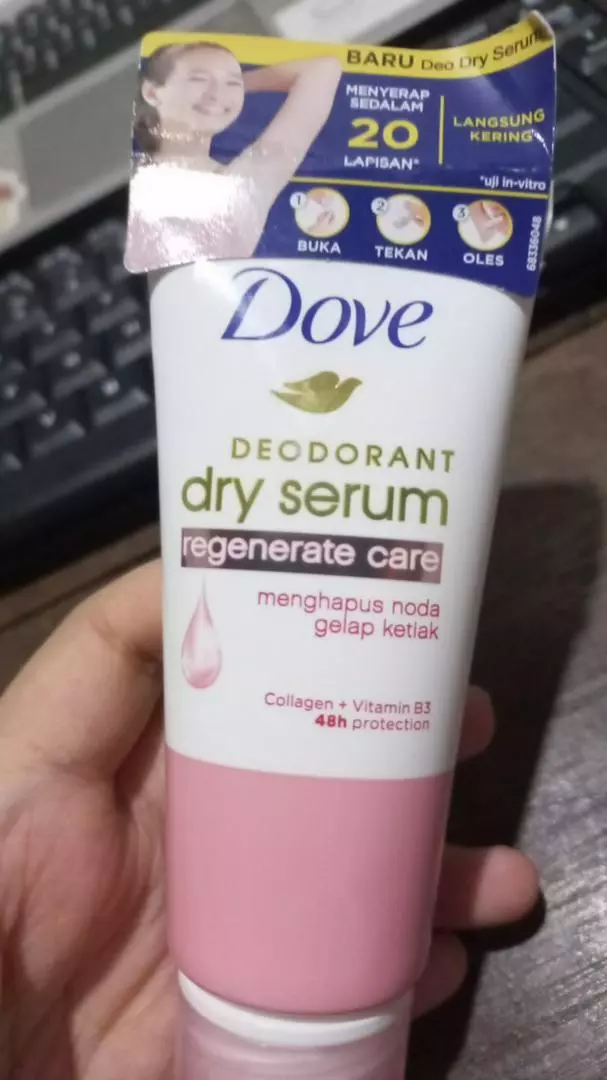 BARU Deo Dry Serum
MENYERAP
SEDALAM
20
LAPISAN*
LANGSUNG
KERING
*uji in-vitro
1
2
3
BUKA
TEKAN
OLES
68336048
Dove
DEODORANT
dry serum
regenerate care
menghapus noda
gelap ketiak
Collagen + Vitamin B3
48h protection